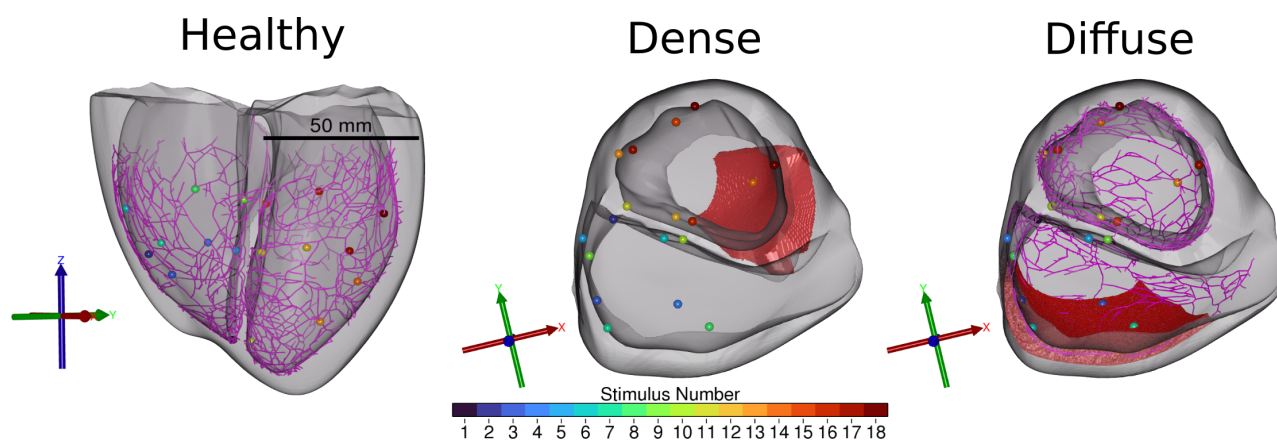 Healthy
Dense
Diffuse
50 mm
Z
Y
Y
X
Y
X
Stimulus Number
1 2 3 4 5 6 7 8 9 10 11 12 13 14 15 16 17 18